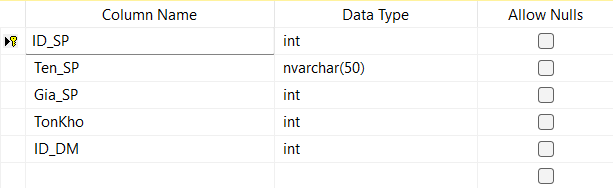 Column Name Data Type Allow Nulls
ID_SP int
Ten_SP nvarchar(50)
Gia_SP int
TonKho int
ID_DM int